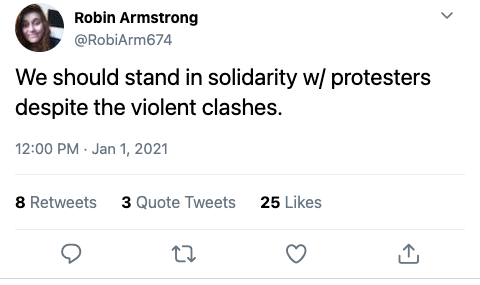 Robin Armstrong
@RobiArm674
We should stand in solidarity w/ protesters
despite the violent clashes.
12:00 PM · Jan 1, 2021
8 Retweets 3 Quote Tweets 25 Likes